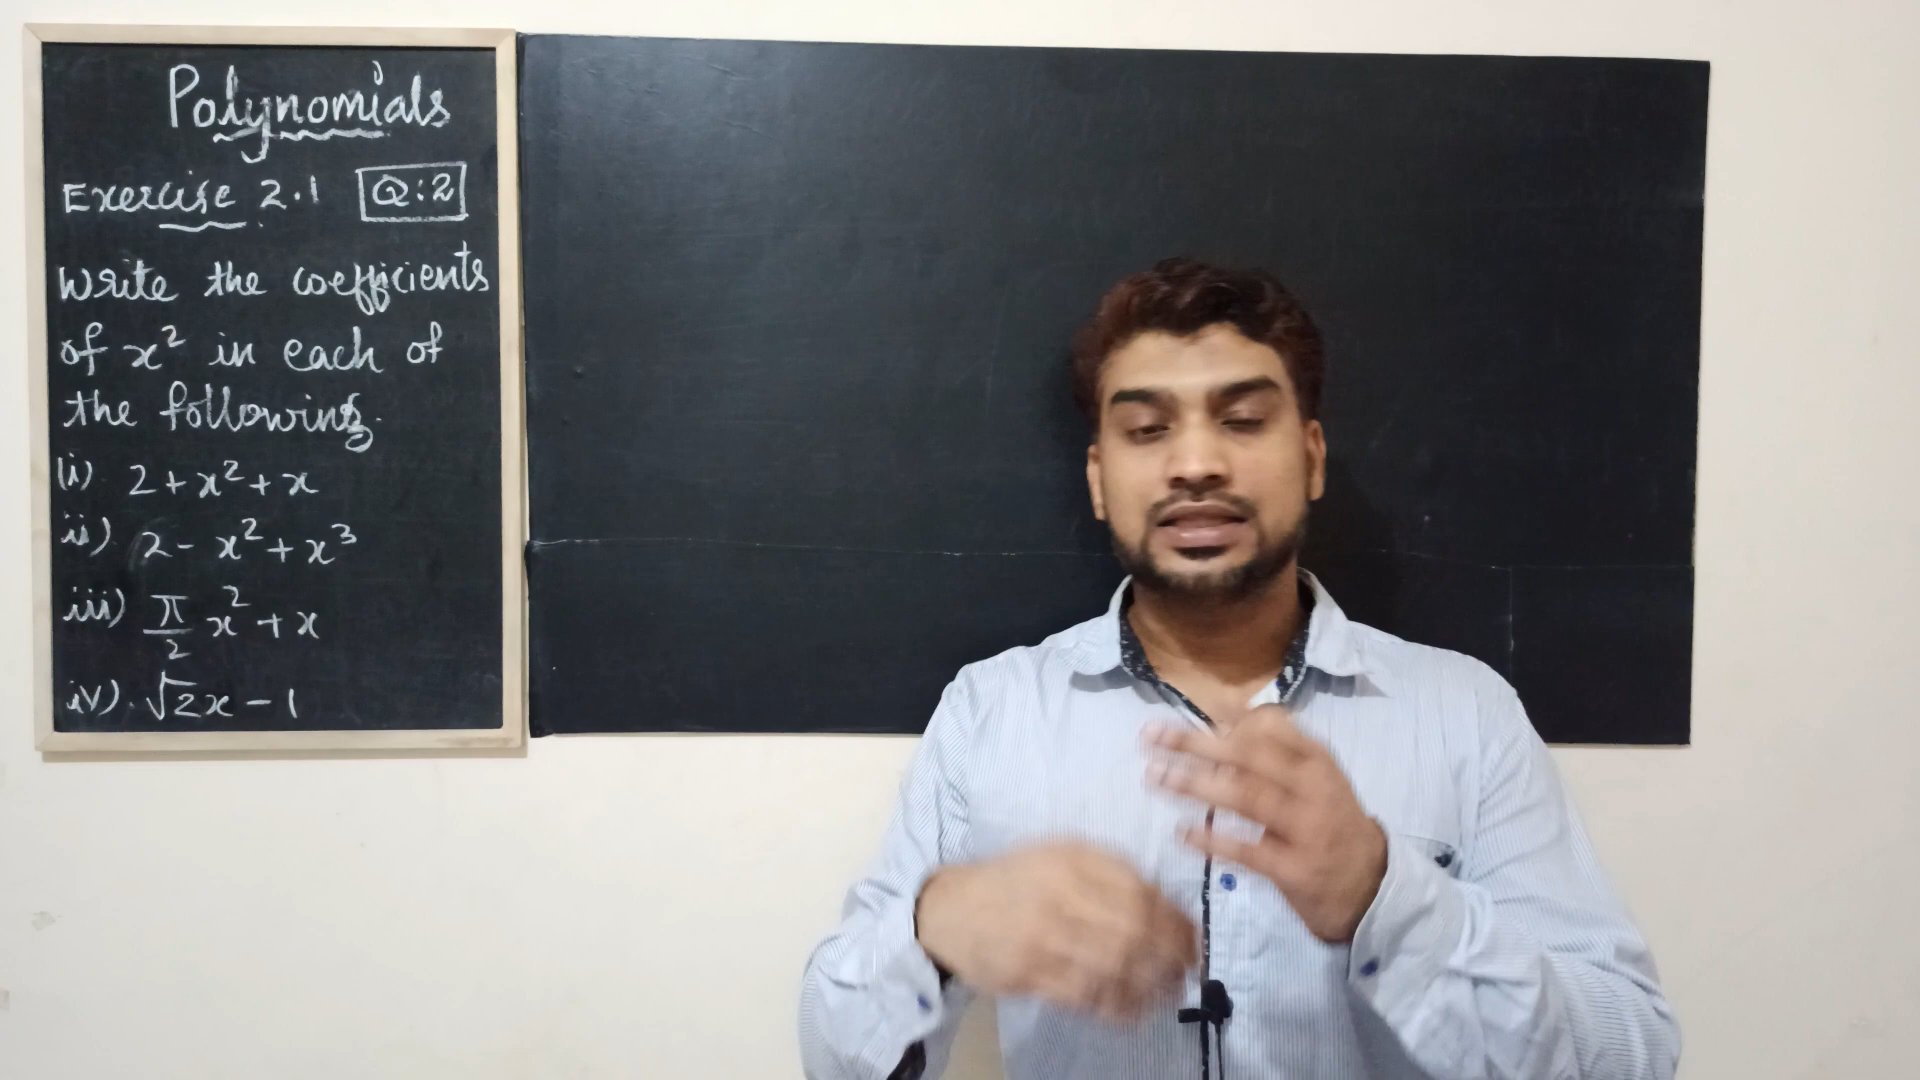 Polynomials
Exercise 2.1 Q:2
Write the coefficients
of x² in each of
the following.
(i). 2 + x² + x
ii). 2 - x² + x³
iii) π/2 x² + x
iv). √2x - 1